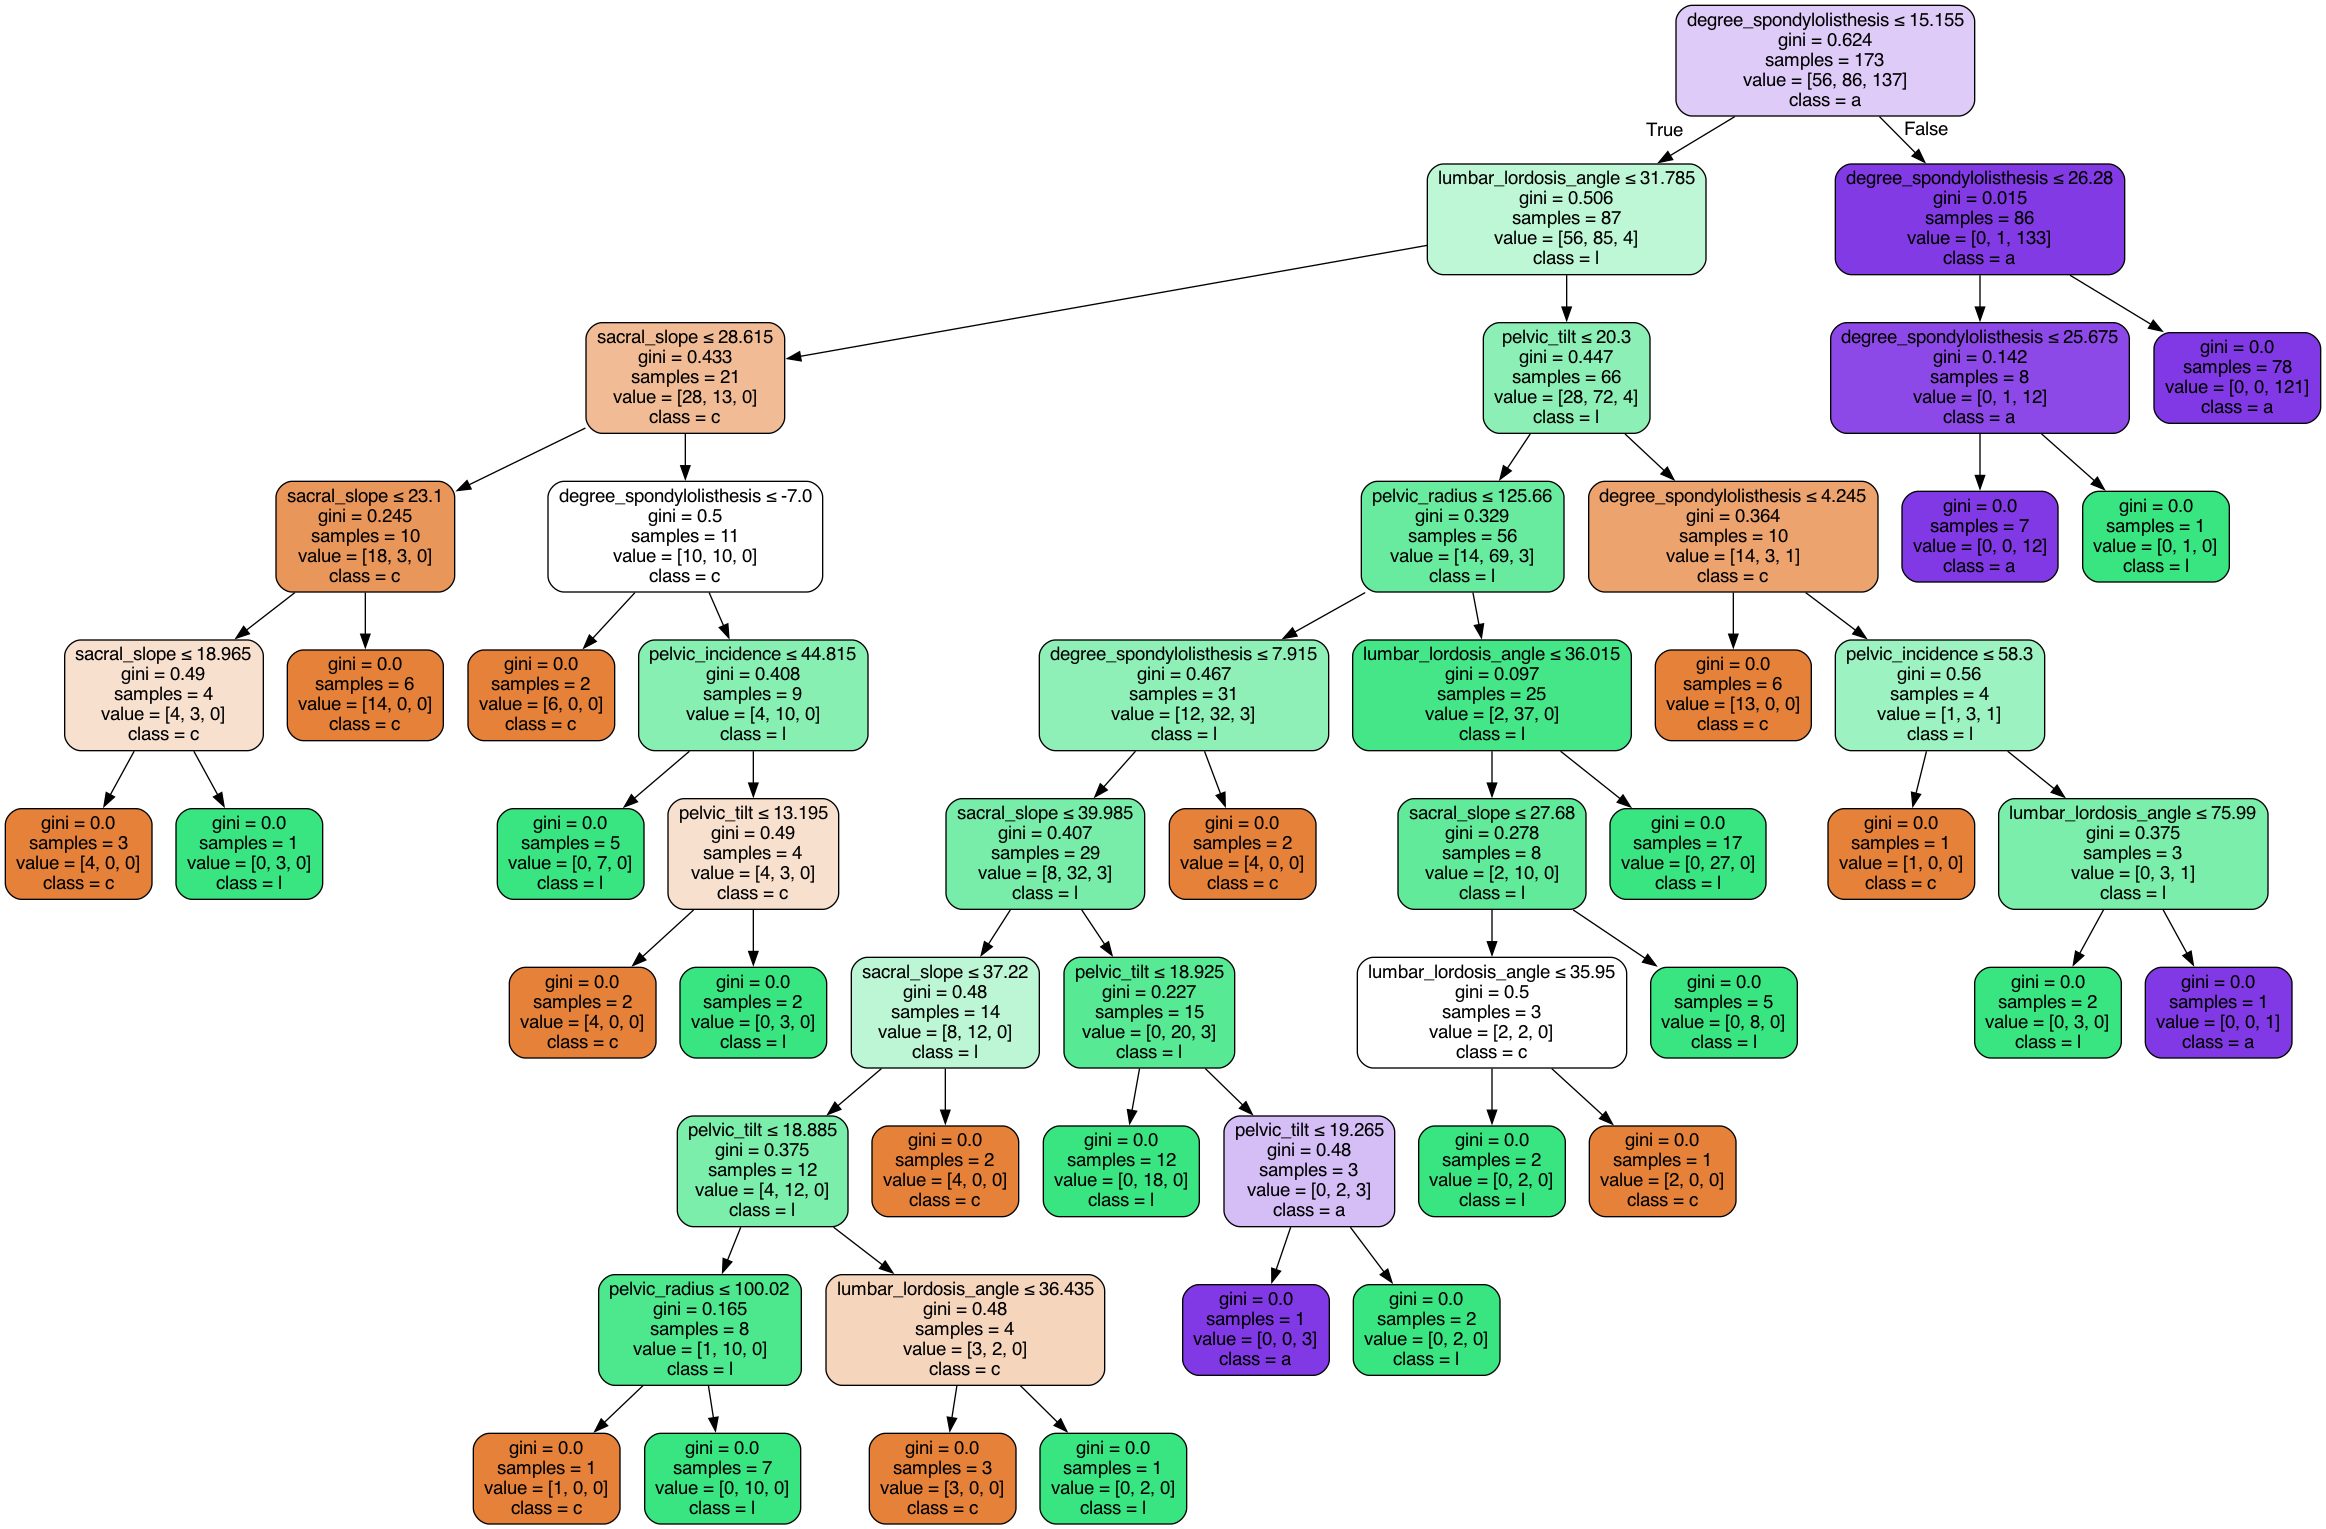 degree_spondylolisthesis ≤ 15.155
gini = 0.624
samples = 173
value = [56, 86, 137]
class = a
True
False
lumbar_lordosis_angle ≤ 31.785
gini = 0.506
samples = 87
value = [56, 85, 4]
class = l
degree_spondylolisthesis ≤ 26.28
gini = 0.015
samples = 86
value = [0, 1, 133]
class = a
sacral_slope ≤ 28.615
gini = 0.433
samples = 21
value = [28, 13, 0]
class = c
pelvic_tilt ≤ 20.3
gini = 0.447
samples = 66
value = [28, 72, 4]
class = l
degree_spondylolisthesis ≤ 25.675
gini = 0.142
samples = 8
value = [0, 1, 12]
class = a
gini = 0.0
samples = 78
value = [0, 0, 121]
class = a
sacral_slope ≤ 23.1
gini = 0.245
samples = 10
value = [18, 3, 0]
class = c
degree_spondylolisthesis ≤ -7.0
gini = 0.5
samples = 11
value = [10, 10, 0]
class = c
pelvic_radius ≤ 125.66
gini = 0.329
samples = 56
value = [14, 69, 3]
class = l
degree_spondylolisthesis ≤ 4.245
gini = 0.364
samples = 10
value = [14, 3, 1]
class = c
gini = 0.0
samples = 7
value = [0, 0, 12]
class = a
gini = 0.0
samples = 1
value = [0, 1, 0]
class = l
sacral_slope ≤ 18.965
gini = 0.49
samples = 4
value = [4, 3, 0]
class = c
gini = 0.0
samples = 6
value = [14, 0, 0]
class = c
gini = 0.0
samples = 2
value = [6, 0, 0]
class = c
pelvic_incidence ≤ 44.815
gini = 0.408
samples = 9
value = [4, 10, 0]
class = l
degree_spondylolisthesis ≤ 7.915
gini = 0.467
samples = 31
value = [12, 32, 3]
class = l
lumbar_lordosis_angle ≤ 36.015
gini = 0.097
samples = 25
value = [2, 37, 0]
class = l
gini = 0.0
samples = 6
value = [13, 0, 0]
class = c
pelvic_incidence ≤ 58.3
gini = 0.56
samples = 4
value = [1, 3, 1]
class = l
gini = 0.0
samples = 3
value = [4, 0, 0]
class = c
gini = 0.0
samples = 1
value = [0, 3, 0]
class = l
gini = 0.0
samples = 5
value = [0, 7, 0]
class = l
pelvic_tilt ≤ 13.195
gini = 0.49
samples = 4
value = [4, 3, 0]
class = c
sacral_slope ≤ 39.985
gini = 0.407
samples = 29
value = [8, 32, 3]
class = l
gini = 0.0
samples = 2
value = [4, 0, 0]
class = c
sacral_slope ≤ 27.68
gini = 0.278
samples = 8
value = [2, 10, 0]
class = l
gini = 0.0
samples = 17
value = [0, 27, 0]
class = l
gini = 0.0
samples = 1
value = [1, 0, 0]
class = c
lumbar_lordosis_angle ≤ 75.99
gini = 0.375
samples = 3
value = [0, 3, 1]
class = l
gini = 0.0
samples = 2
value = [4, 0, 0]
class = c
gini = 0.0
samples = 2
value = [0, 3, 0]
class = l
sacral_slope ≤ 37.22
gini = 0.48
samples = 14
value = [8, 12, 0]
class = l
pelvic_tilt ≤ 18.925
gini = 0.227
samples = 15
value = [0, 20, 3]
class = l
lumbar_lordosis_angle ≤ 35.95
gini = 0.5
samples = 3
value = [2, 2, 0]
class = c
gini = 0.0
samples = 5
value = [0, 8, 0]
class = l
gini = 0.0
samples = 2
value = [0, 3, 0]
class = l
gini = 0.0
samples = 1
value = [0, 0, 1]
class = a
pelvic_tilt ≤ 18.885
gini = 0.375
samples = 12
value = [4, 12, 0]
class = l
gini = 0.0
samples = 2
value = [4, 0, 0]
class = c
gini = 0.0
samples = 12
value = [0, 18, 0]
class = l
pelvic_tilt ≤ 19.265
gini = 0.48
samples = 3
value = [0, 2, 3]
class = a
gini = 0.0
samples = 2
value = [0, 2, 0]
class = l
gini = 0.0
samples = 1
value = [2, 0, 0]
class = c
pelvic_radius ≤ 100.02
gini = 0.165
samples = 8
value = [1, 10, 0]
class = l
lumbar_lordosis_angle ≤ 36.435
gini = 0.48
samples = 4
value = [3, 2, 0]
class = c
gini = 0.0
samples = 1
value = [0, 0, 3]
class = a
gini = 0.0
samples = 2
value = [0, 2, 0]
class = l
gini = 0.0
samples = 1
value = [1, 0, 0]
class = c
gini = 0.0
samples = 7
value = [0, 10, 0]
class = l
gini = 0.0
samples = 3
value = [3, 0, 0]
class = c
gini = 0.0
samples = 1
value = [0, 2, 0]
class = l